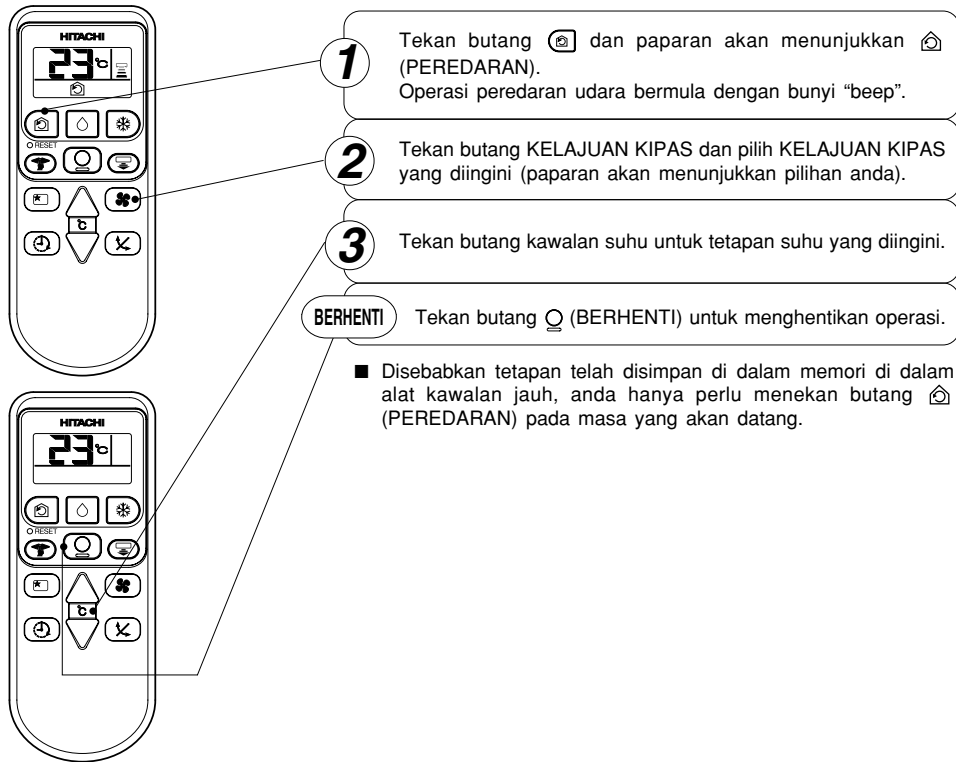 HITACHI
23°C
RESET
°C
1
Tekan butang dan paparan akan menunjukkan
(PEREDARAN).
Operasi peredaran udara bermula dengan bunyi “beep”.
2
Tekan butang KELAJUAN KIPAS dan pilih KELAJUAN KIPAS
yang diingini (paparan akan menunjukkan pilihan anda).
3
Tekan butang kawalan suhu untuk tetapan suhu yang diingini.
BERHENTI
Tekan butang (BERHENTI) untuk menghentikan operasi.
■ Disebabkan tetapan telah disimpan di dalam memori di dalam
alat kawalan jauh, anda hanya perlu menekan butang
(PEREDARAN) pada masa yang akan datang.
HITACHI
23°C
RESET
°C